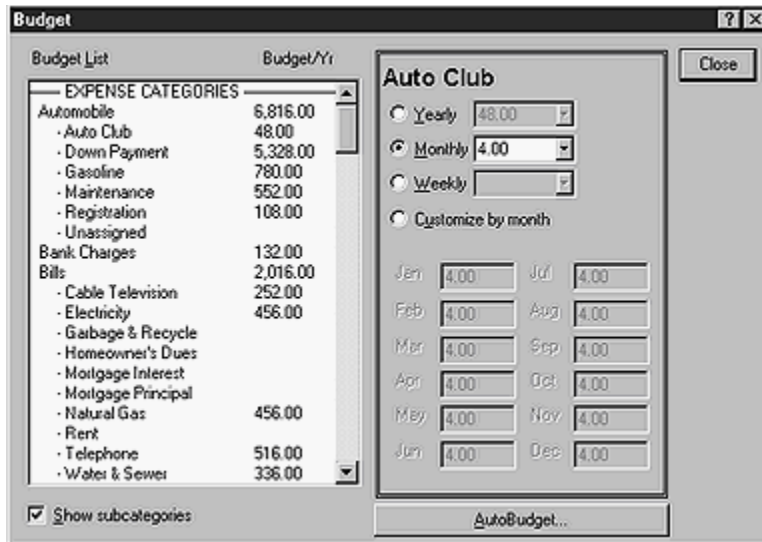 Budget
Budget List Budget/Yr
EXPENSE CATEGORIES
Automobile 6,816.00
- Auto Club 48.00
- Down Payment 5,328.00
- Gasoline 780.00
- Maintenance 552.00
- Registration 108.00
- Unassigned
Bank Charges 132.00
Bills 2,016.00
- Cable Television 252.00
- Electricity 456.00
- Garbage & Recycle
- Homeowner's Dues
- Mortgage Interest
- Mortgage Principal
- Natural Gas 456.00
- Rent
- Telephone 516.00
- Water & Sewer 336.00
Show subcategories
Auto Club
Yearly 48.00
Monthly 4.00
Weekly
Customize by month
Jan 4.00 Jul 4.00
Feb 4.00 Aug 4.00
Mar 4.00 Sep 4.00
Apr 4.00 Oct 4.00
May 4.00 Nov 4.00
Jun 4.00 Dec 4.00
AutoBudget...
Close